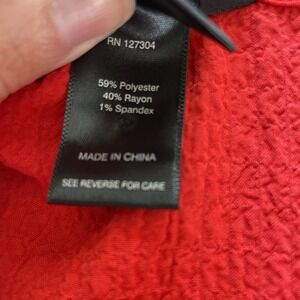 RN 127304
59% Polyester
40% Rayon
1% Spandex
MADE IN CHINA
SEE REVERSE FOR CARE